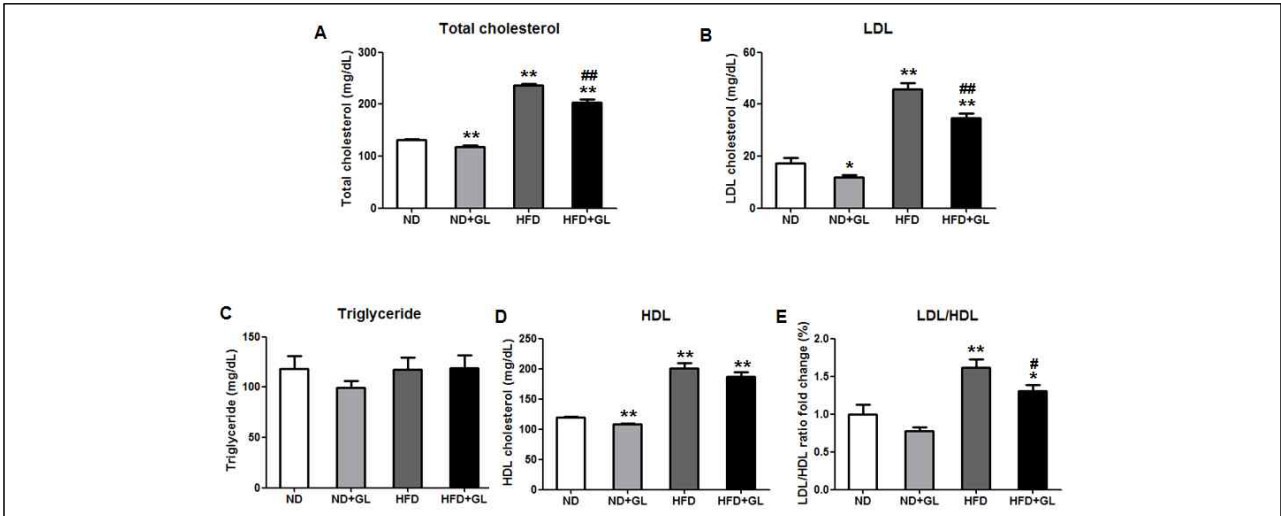 A
Total cholesterol
Total cholesterol (mg/dL)
300
200
100
0
**
**
##
**
ND
ND+GL
HFD
HFD+GL
B
LDL
LDL cholesterol (mg/dL)
60
40
20
0
*
**
##
**
ND
ND+GL
HFD
HFD+GL
C
Triglyceride
Triglyceride (mg/dL)
150
100
50
0
ND
ND+GL
HFD
HFD+GL
D
HDL
HDL cholesterol (mg/dL)
250
200
150
100
50
0
**
**
**
ND
ND+GL
HFD
HFD+GL
E
LDL/HDL
LDL/HDL ratio fold change (%)
2.0
1.5
1.0
0.5
0.0
**
#
*
ND
ND+GL
HFD
HFD+GL